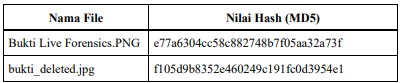 Nama File Nilai Hash (MD5)
Bukti Live Forensics.PNG e77a6304cc58c882748b7f05aa32a73f
bukti_deleted.jpg f105d9b8352e460249c191fc0d3954e1